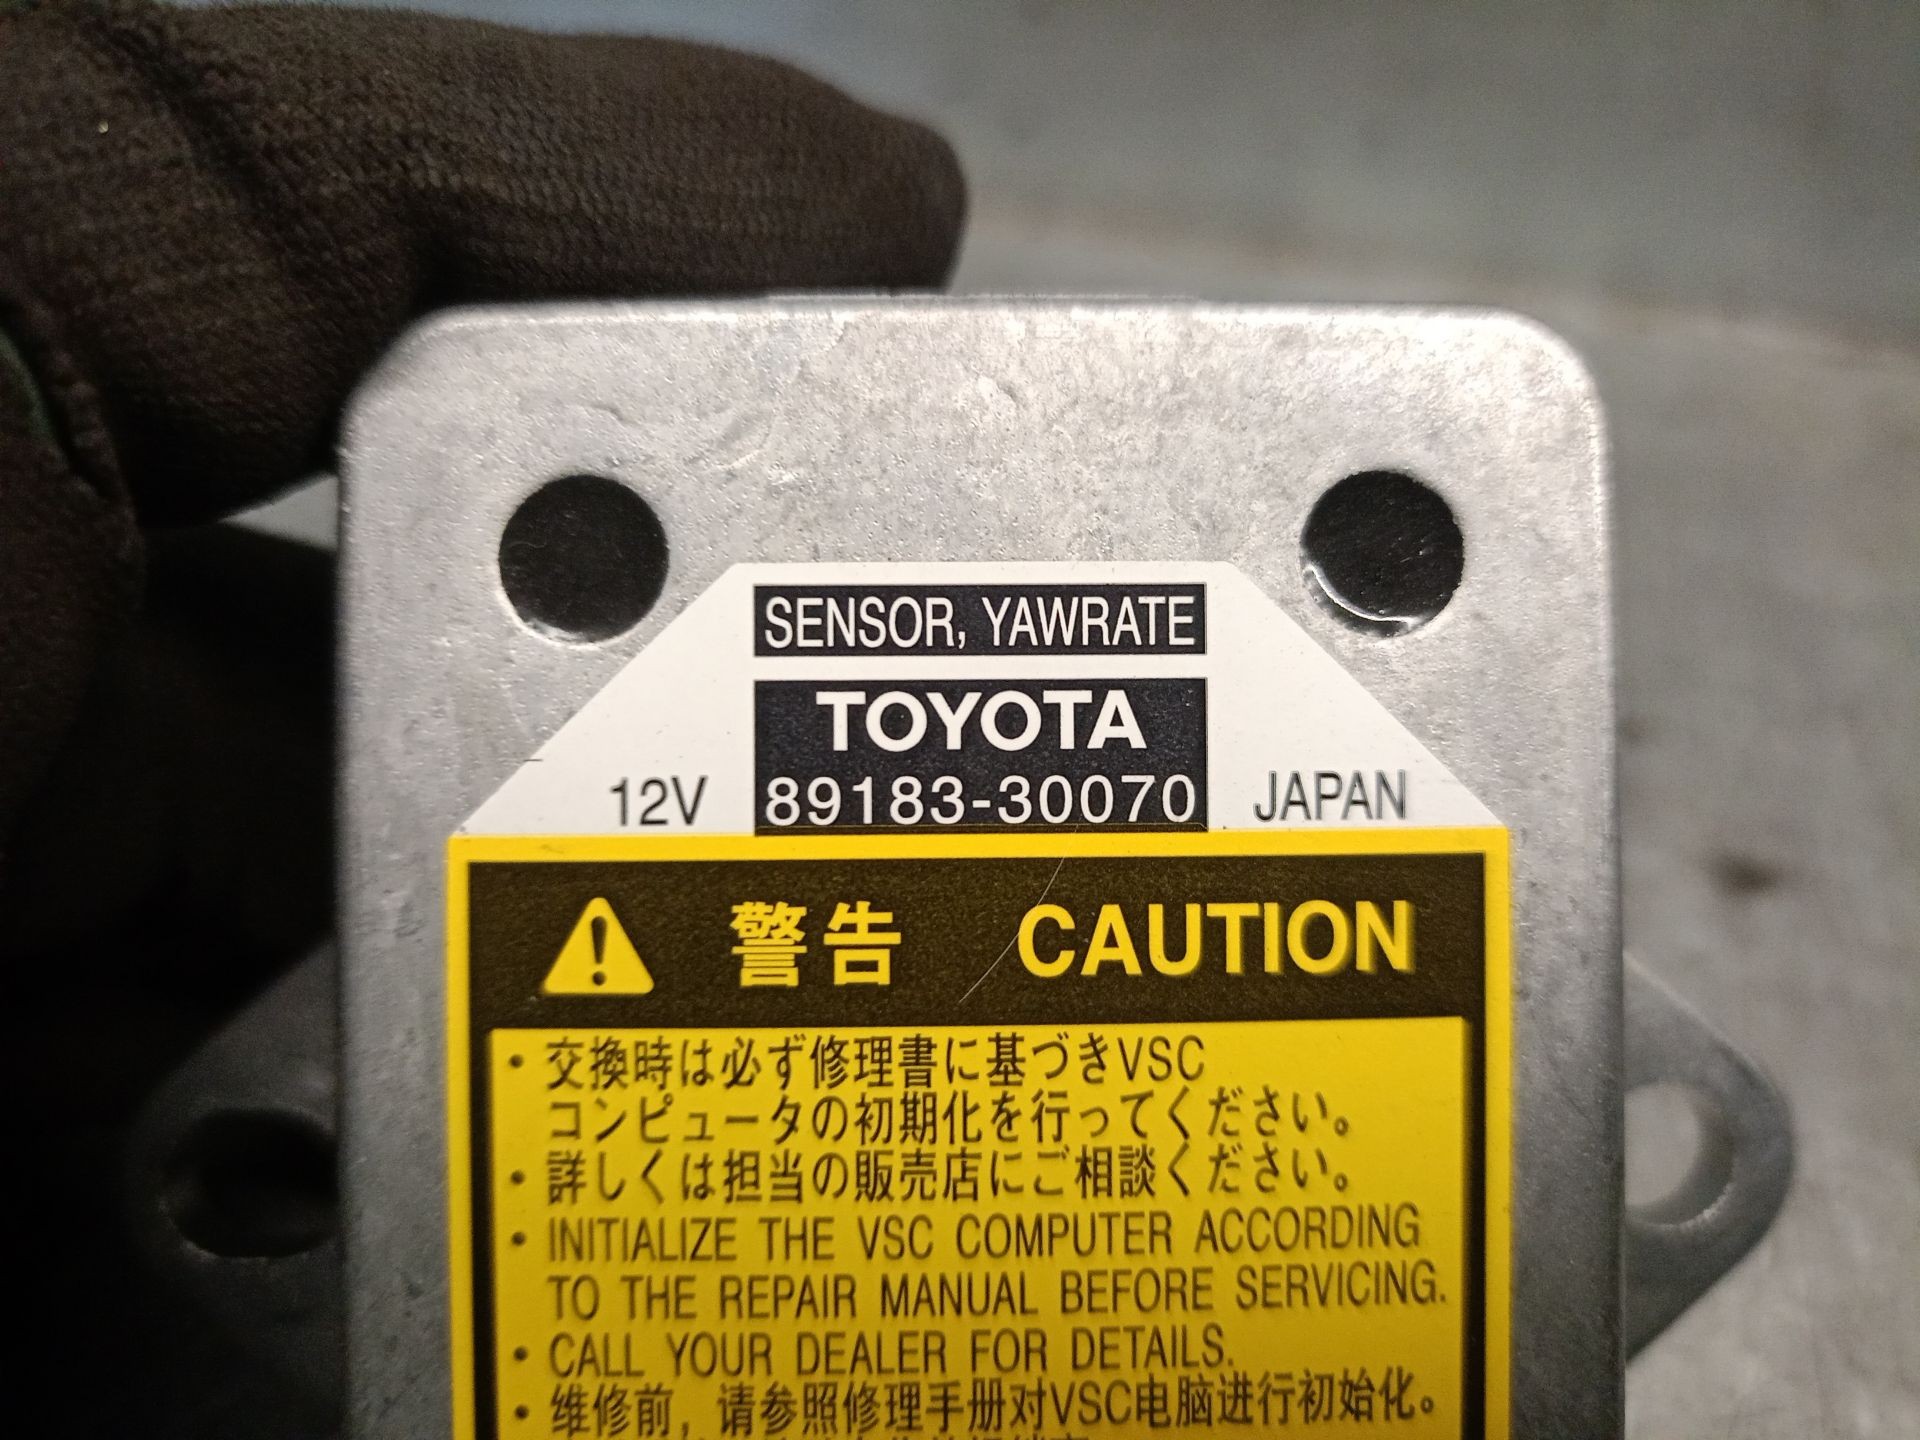 SENSOR, YAWRATE
TOYOTA
12V 89183-30070 JAPAN
警告 CAUTION
・交換時は必ず修理書に基づきVSC
コンピュータの初期化を行ってください。
・詳しくは担当の販売店にご相談ください。
・INITIALIZE THE VSC COMPUTER ACCORDING
TO THE REPAIR MANUAL BEFORE SERVICING.
・CALL YOUR DEALER FOR DETAILS.
・维修前，请参照修理手册对VSC电脑进行初始化。